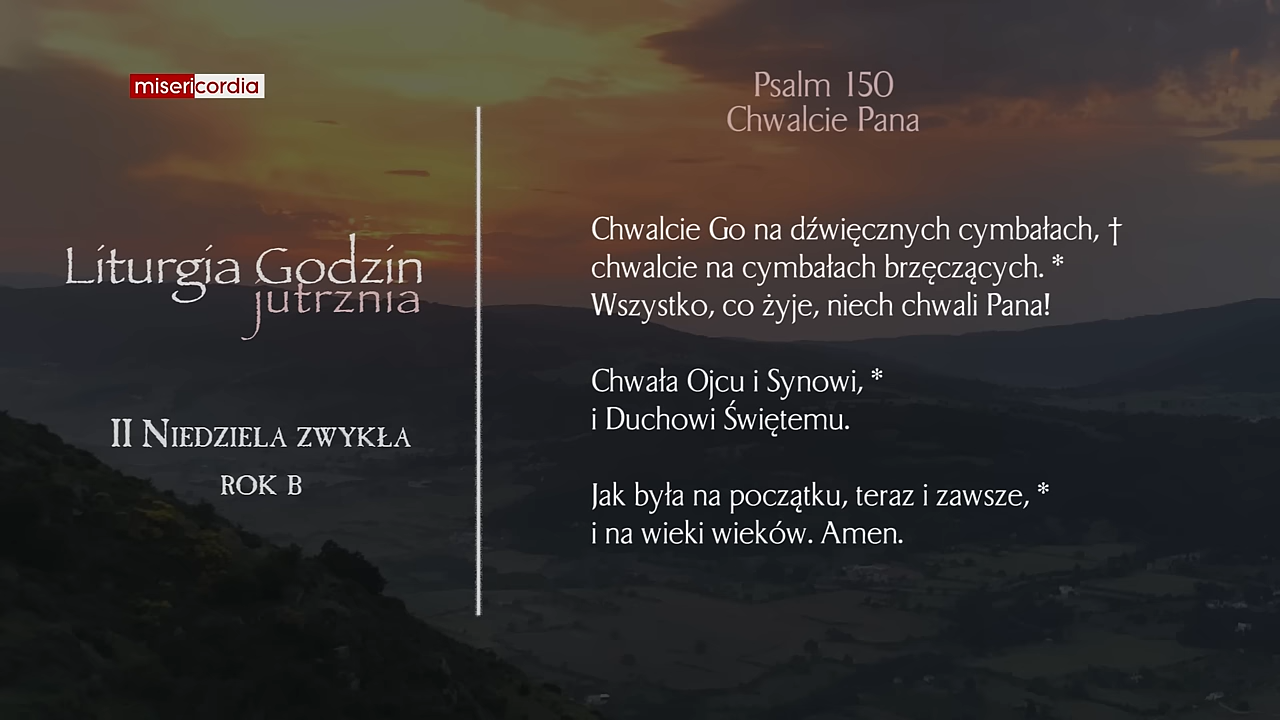 misericordia
Liturgia Godzin
jutrznia
II Niedziela zwykła
rok B
Psalm 150
Chwalcie Pana
Chwalcie Go na dźwięcznych cymbałach, †
chwalcie na cymbałach brzęczących. *
Wszystko, co żyje, niech chwali Pana!
Chwała Ojcu i Synowi, *
i Duchowi Świętemu.
Jak była na początku, teraz i zawsze, *
i na wieki wieków. Amen.